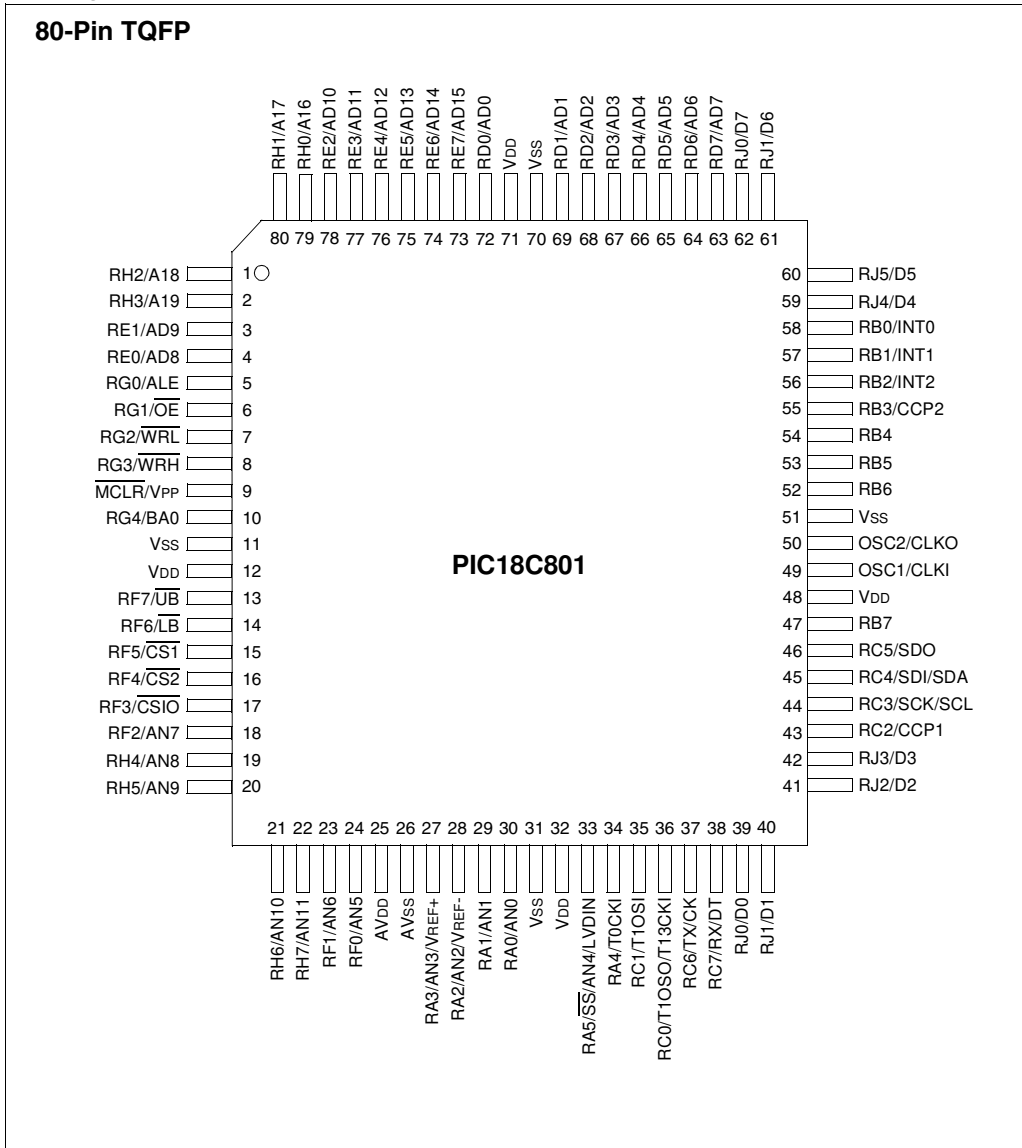 80-Pin TQFP
RH1/A17
RH0/A16
RE2/AD10
RE3/AD11
RE4/AD12
RE5/AD13
RE6/AD14
RE7/AD15
RD0/AD0
VDD
VSS
RD1/AD1
RD2/AD2
RD3/AD3
RD4/AD4
RD5/AD5
RD6/AD6
RD7/AD7
RJ0/D7
RJ1/D6
80 79 78 77 76 75 74 73 72 71 70 69 68 67 66 65 64 63 62 61
RH2/A18 1
RH3/A19 2
RE1/AD9 3
RE0/AD8 4
RG0/ALE 5
RG1/OE 6
RG2/WRL 7
RG3/WRH 8
MCLR/VPP 9
RG4/BA0 10
VSS 11
VDD 12
RF7/UB 13
RF6/LB 14
RF5/CS1 15
RF4/CS2 16
RF3/CSIO 17
RF2/AN7 18
RH4/AN8 19
RH5/AN9 20
PIC18C801
60 RJ5/D5
59 RJ4/D4
58 RB0/INT0
57 RB1/INT1
56 RB2/INT2
55 RB3/CCP2
54 RB4
53 RB5
52 RB6
51 VSS
50 OSC2/CLKO
49 OSC1/CLKI
48 VDD
47 RB7
46 RC5/SDO
45 RC4/SDI/SDA
44 RC3/SCK/SCL
43 RC2/CCP1
42 RJ3/D3
41 RJ2/D2
21 22 23 24 25 26 27 28 29 30 31 32 33 34 35 36 37 38 39 40
RH6/AN10
RH7/AN11
RF1/AN6
RF0/AN5
AVDD
AVSS
RA3/AN3/VREF+
RA2/AN2/VREF-
RA1/AN1
RA0/AN0
VSS
VDD
RA5/SS/AN4/LVDIN
RA4/T0CKI
RC1/T1OSI
RC0/T1OSO/T13CKI
RC6/TX/CK
RC7/RX/DT
RJ0/D0
RJ1/D1